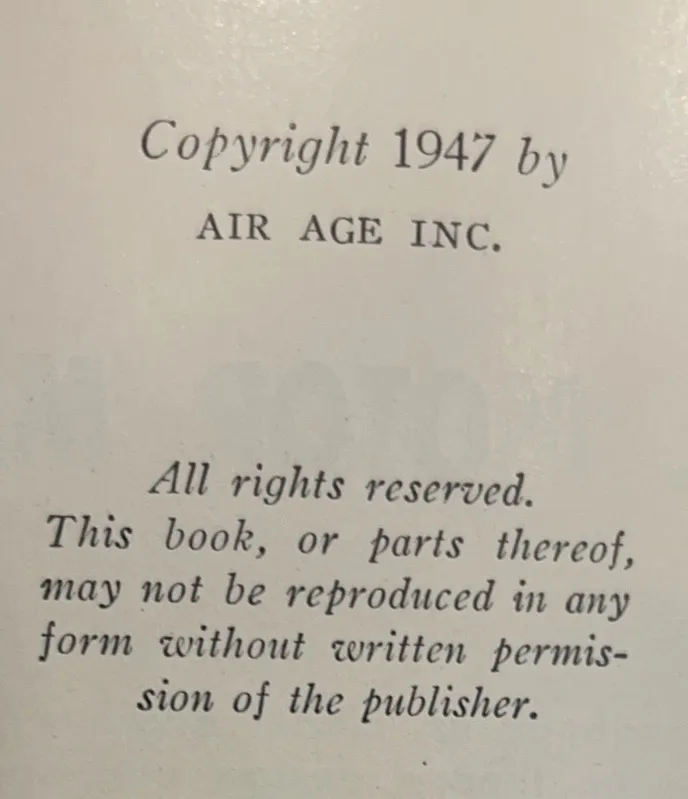 Copyright 1947 by
AIR AGE INC.
All rights reserved.
This book, or parts thereof,
may not be reproduced in any
form without written permis-
sion of the publisher.